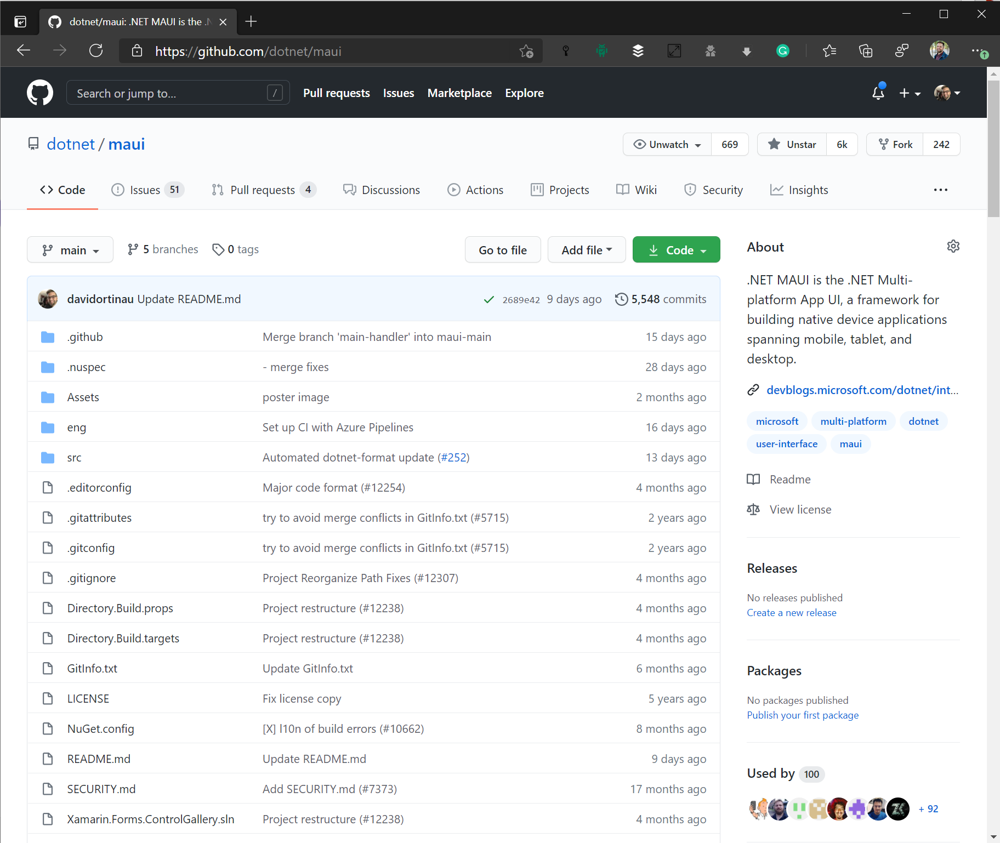 dotnet/maui: .NET MAUI is the .N
https://github.com/dotnet/maui
Search or jump to... /
Pull requests Issues Marketplace Explore
dotnet / maui
Unwatch 669 Unstar 6k Fork 242
Code Issues 51 Pull requests 4 Discussions Actions Projects Wiki Security Insights
main 5 branches 0 tags Go to file Add file Code
davidortinau Update README.md 2689e42 9 days ago 5,548 commits
.github Merge branch 'main-handler' into maui-main 15 days ago
.nuspec - merge fixes 28 days ago
Assets poster image 2 months ago
eng Set up CI with Azure Pipelines 16 days ago
src Automated dotnet-format update (#252) 13 days ago
.editorconfig Major code format (#12254) 4 months ago
.gitattributes try to avoid merge conflicts in GitInfo.txt (#5715) 2 years ago
.gitconfig try to avoid merge conflicts in GitInfo.txt (#5715) 2 years ago
.gitignore Project Reorganize Path Fixes (#12307) 4 months ago
Directory.Build.props Project restructure (#12238) 4 months ago
Directory.Build.targets Project restructure (#12238) 4 months ago
GitInfo.txt Update GitInfo.txt 6 months ago
LICENSE Fix license copy 5 years ago
NuGet.config [X] l10n of build errors (#10662) 8 months ago
README.md Update README.md 9 days ago
SECURITY.md Add SECURITY.md (#7373) 17 months ago
Xamarin.Forms.ControlGallery.sln Project restructure (#12238) 4 months ago
About
.NET MAUI is the .NET Multi-
platform App UI, a framework for
building native device applications
spanning mobile, tablet, and
desktop.
devblogs.microsoft.com/dotnet/int...
microsoft multi-platform dotnet
user-interface maui
Readme
View license
Releases
No releases published
Create a new release
Packages
No packages published
Publish your first package
Used by 100
+ 92